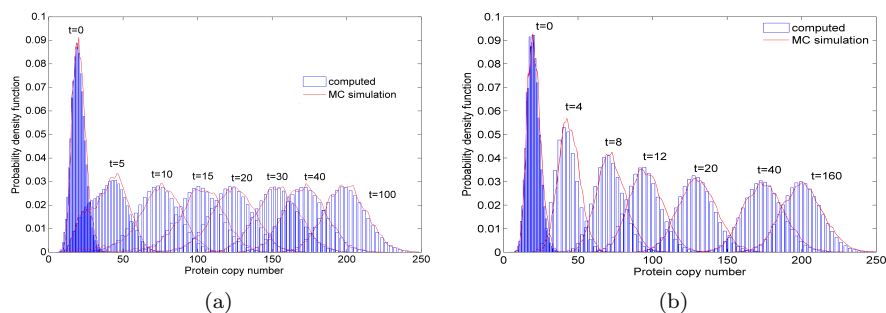 0.1
0.09
0.08
0.07
0.06
0.05
0.04
0.03
0.02
0.01
0
Probability density function
t=0
t=5
t=10
t=15
t=20
t=30
t=40
t=100
computed
MC simulation
0 50 100 150 200 250
Protein copy number
(a)
0.1
0.09
0.08
0.07
0.06
0.05
0.04
0.03
0.02
0.01
0
Probability density function
t=0
t=4
t=8
t=12
t=20
t=40
t=160
computed
MC simulation
0 50 100 150 200 250
Protein copy number
(b)